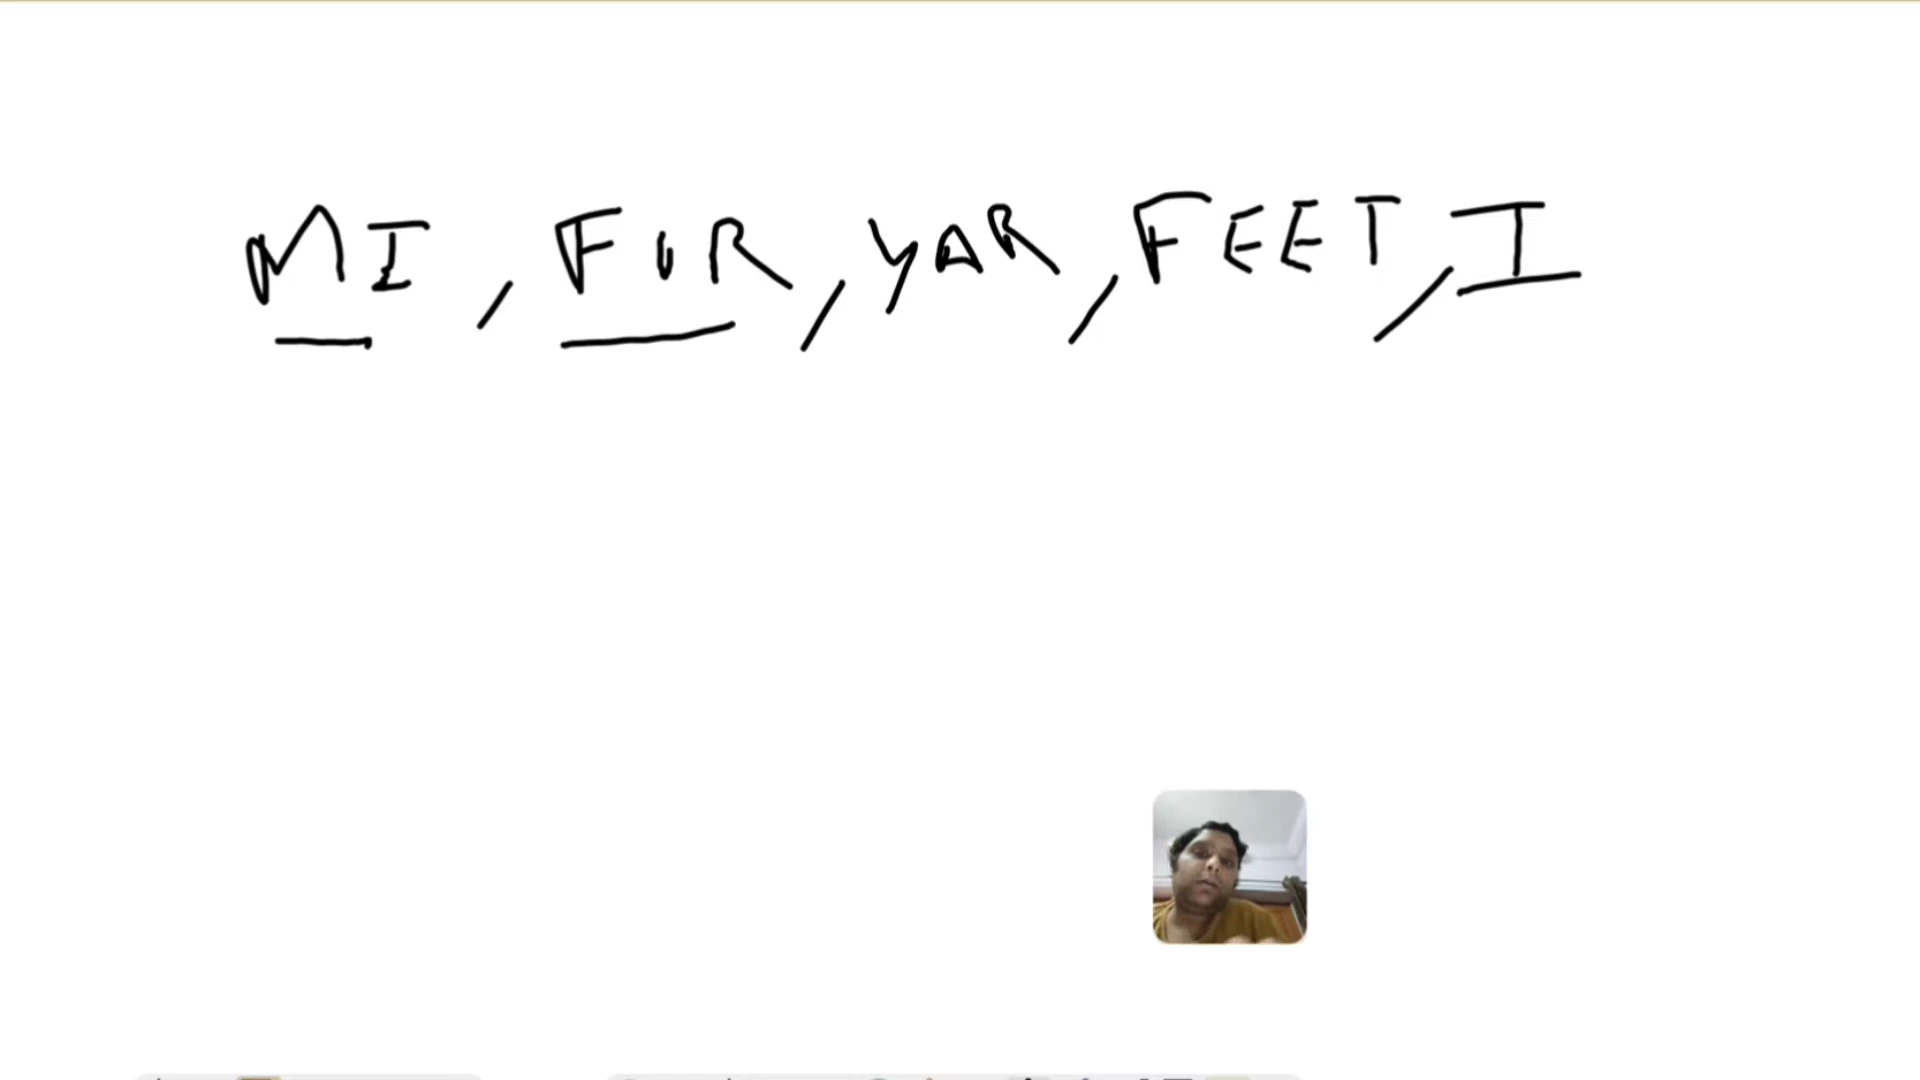 MI, FUR, YAR, FEET, I